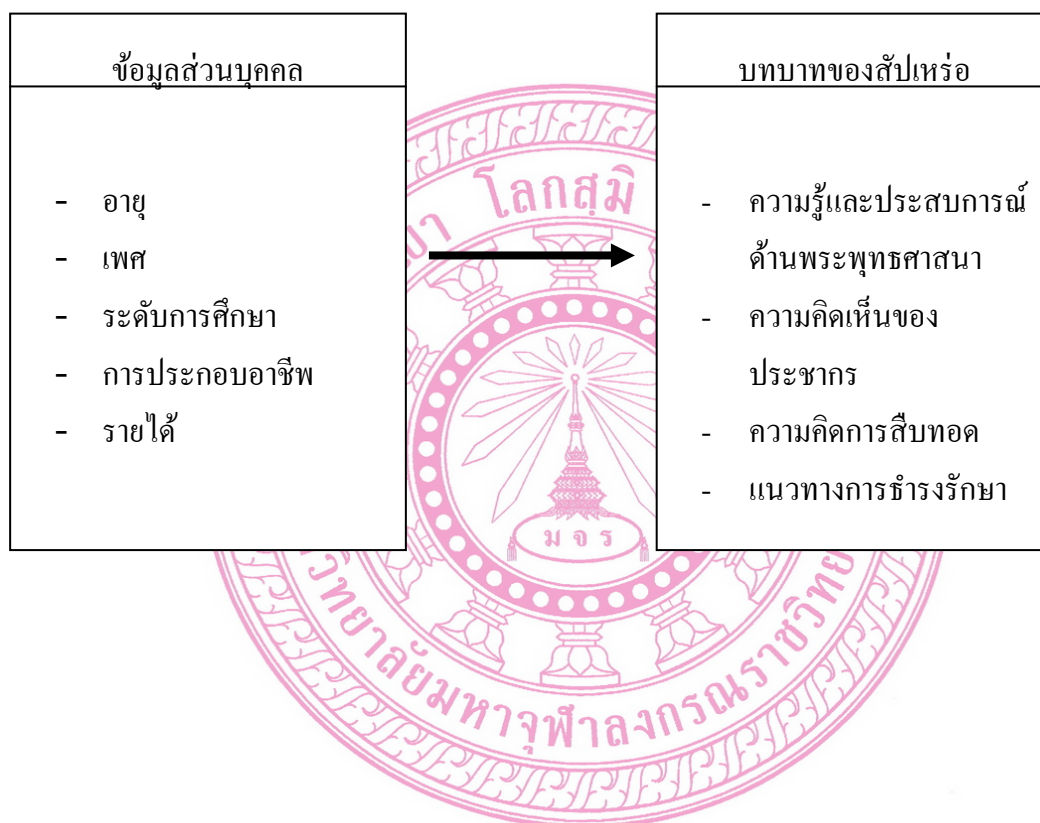 ข้อมูลส่วนบุคคล
- อายุ
- เพศ
- ระดับการศึกษา
- การประกอบอาชีพ
- รายได้
บทบาทของสัปเหร่อ
- ความรู้และประสบการณ์
ด้านพระพุทธศาสนา
- ความคิดเห็นของ
ประชากร
- ความคิดการสืบทอด
- แนวทางการธำรงรักษา
โลกสฺมิ
ม จ ร
วิทยาลัยมหาจุฬาลงกรณราชวิทย